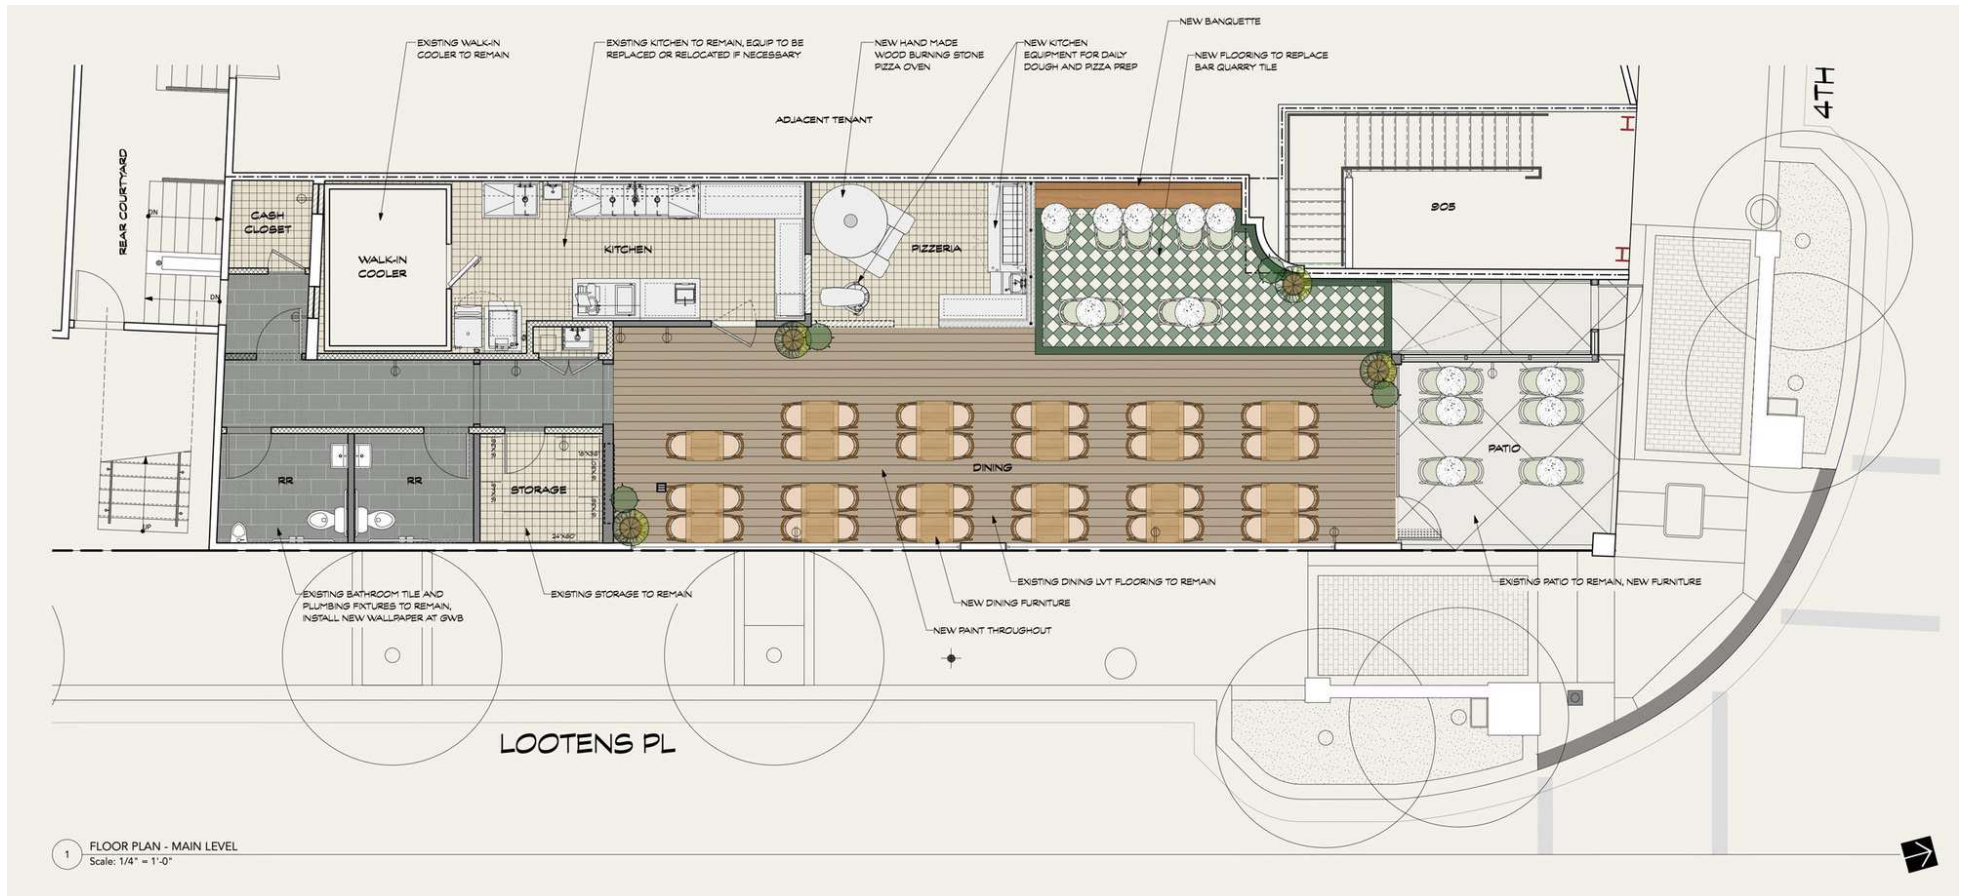 NEW BANQUETTE
EXISTING WALK-IN
COOLER TO REMAIN
EXISTING KITCHEN TO REMAIN, EQUIP TO BE
REPLACED OR RELOCATED IF NECESSARY
NEW HAND MADE
WOOD BURNING STONE
PIZZA OVEN
NEW KITCHEN
EQUIPMENT FOR DAILY
DOUGH AND PIZZA PREP
NEW FLOORING TO REPLACE
BAR QUARRY TILE
4TH
ADJACENT TENANT
REAR COURTYARD
DN
DN
UP
CASH
CLOSET
WALK-IN
COOLER
KITCHEN
PIZZERIA
905
DINING
PATIO
RR
RR
STORAGE
24"X60"
EXISTING BATHROOM TILE AND
PLUMBING FIXTURES TO REMAIN,
INSTALL NEW WALLPAPER AT GWB
EXISTING STORAGE TO REMAIN
EXISTING DINING LVT FLOORING TO REMAIN
NEW DINING FURNITURE
NEW PAINT THROUGHOUT
EXISTING PATIO TO REMAIN, NEW FURNITURE
LOOTENS PL
1
FLOOR PLAN - MAIN LEVEL
Scale: 1/4" = 1'-0"